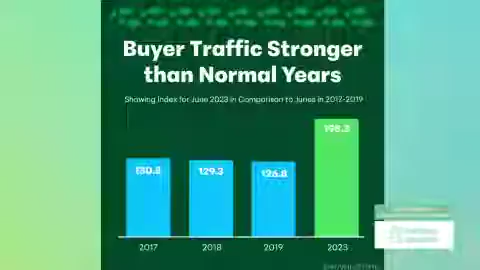 Buyer Traffic Stronger
than Normal Years
Showing Index for June 2023 in Comparison to Junes in 2017-2019
198.3
130.8 129.3 126.8
2017 2018 2019 2023